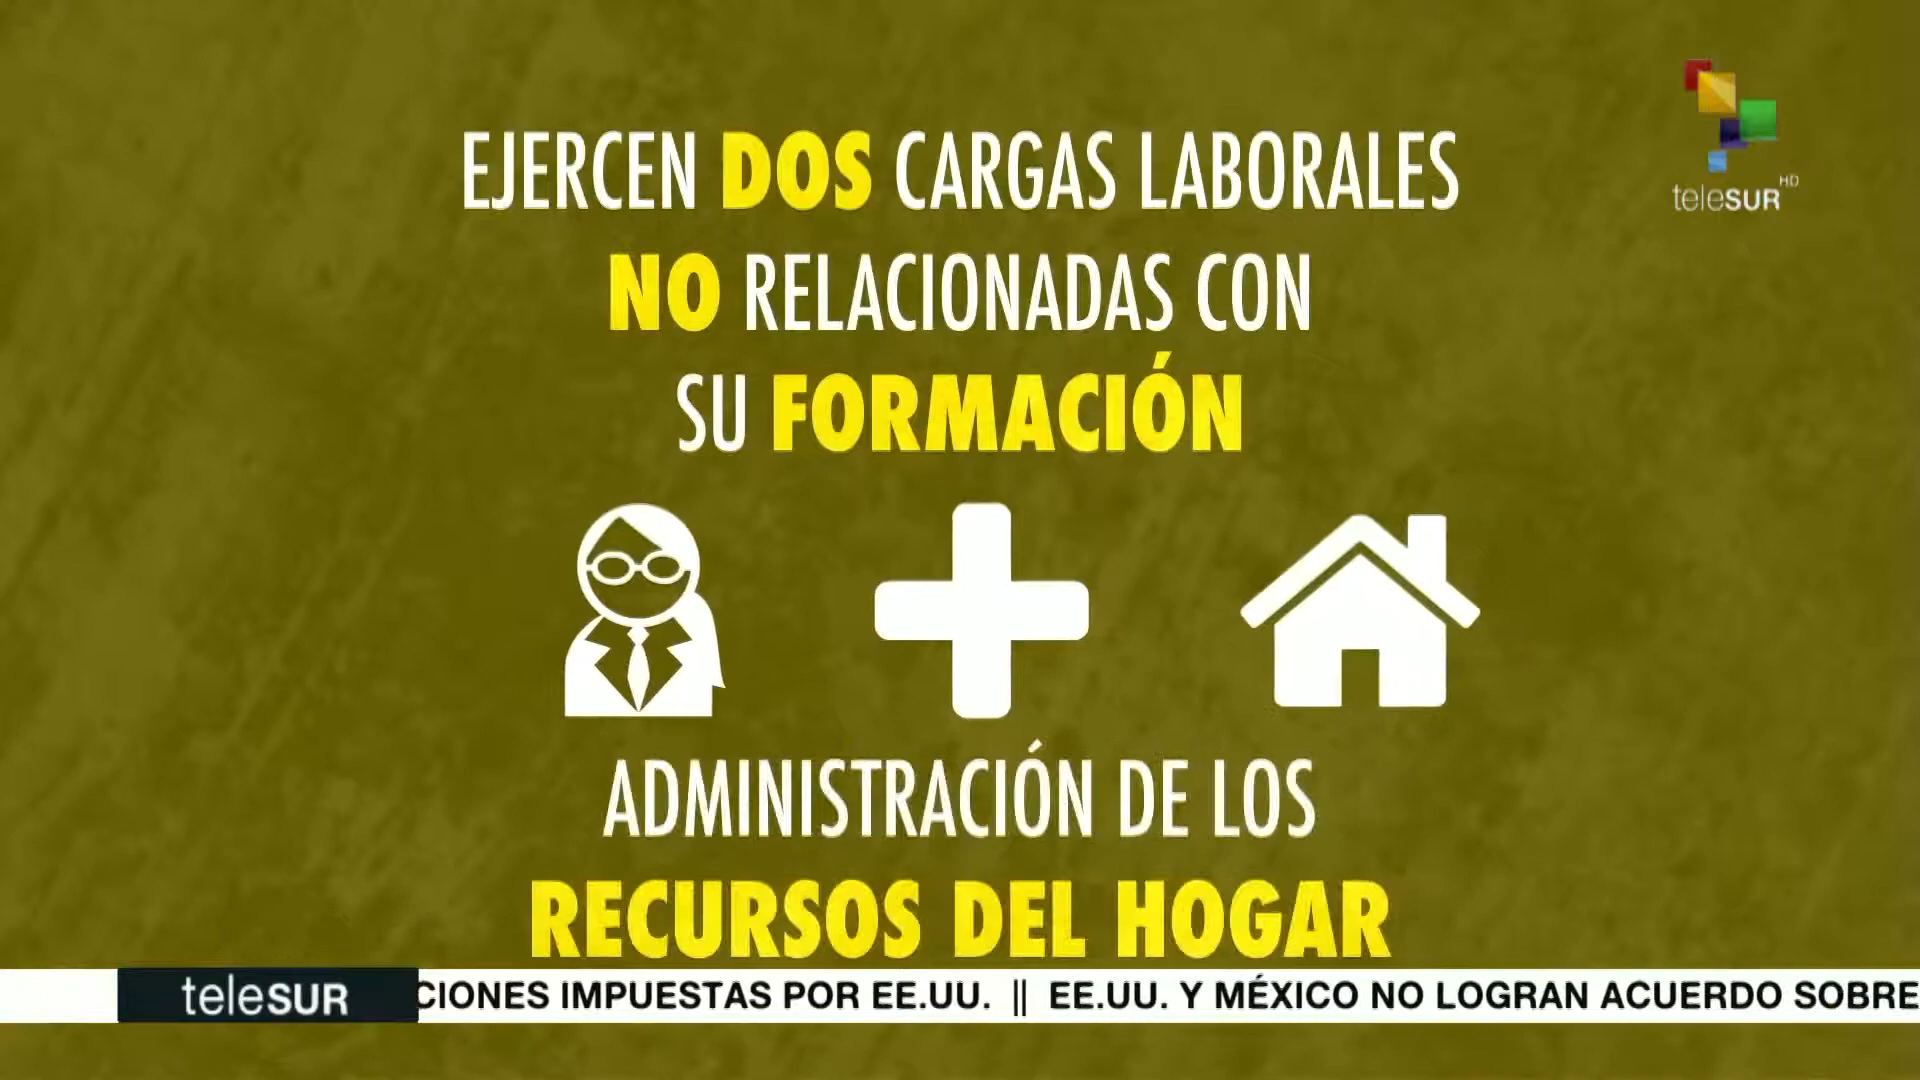 teleSUR HD
EJERCEN DOS CARGAS LABORALES
NO RELACIONADAS CON
SU FORMACIÓN
ADMINISTRACIÓN DE LOS
RECURSOS DEL HOGAR
teleSUR
CIONES IMPUESTAS POR EE.UU. || EE.UU. Y MÉXICO NO LOGRAN ACUERDO SOBRE